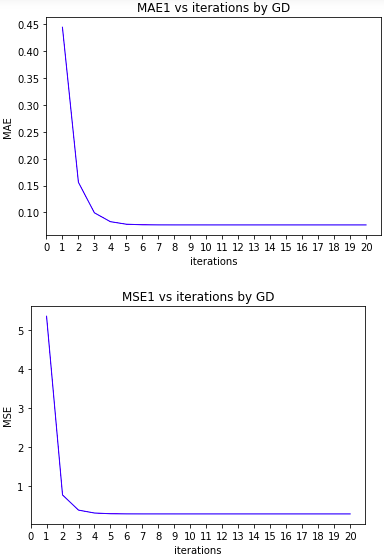 MAE1 vs iterations by GD
0.45
0.40
0.35
0.30
0.25
0.20
0.15
0.10
MAE
0 1 2 3 4 5 6 7 8 9 10 11 12 13 14 15 16 17 18 19 20
iterations
MSE1 vs iterations by GD
5
4
3
2
1
MSE
0 1 2 3 4 5 6 7 8 9 10 11 12 13 14 15 16 17 18 19 20
iterations